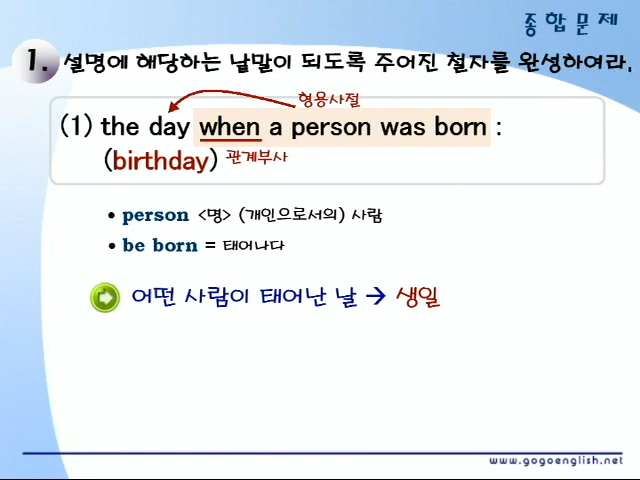 종합문제
1. 설명에 해당하는 낱말이 되도록 주어진 철자를 완성하여라.
형용사절
(1) the day when a person was born :
(birthday) 관계부사
• person <명> (개인으로서의) 사람
• be born = 태어나다
어떤 사람이 태어난 날 → 생일
www.gogoenglish.net